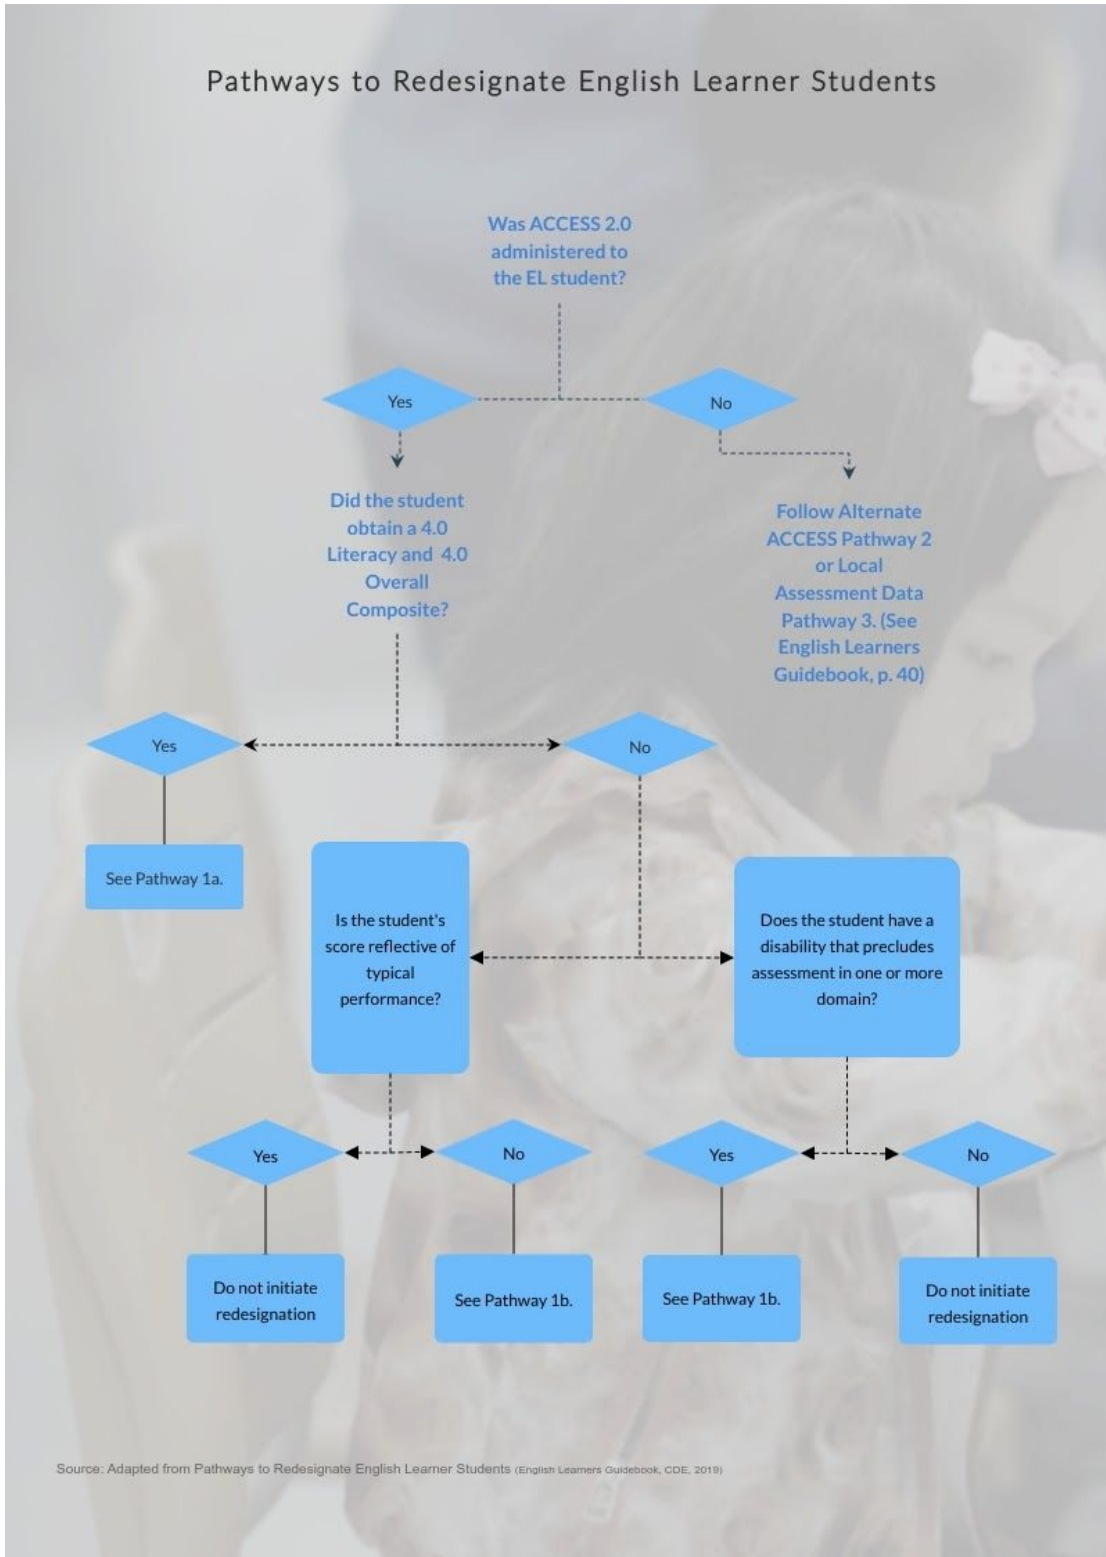 Pathways to Redesignate English Learner Students
Was ACCESS 2.0
administered to
the EL student?
Yes
No
Did the student
obtain a 4.0
Literacy and 4.0
Overall
Composite?
Follow Alternate
ACCESS Pathway 2
or Local
Assessment Data
Pathway 3. (See
English Learners
Guidebook, p. 40)
Yes
No
See Pathway 1a.
Is the student's
score reflective of
typical
performance?
Does the student have a
disability that precludes
assessment in one or more
domain?
Yes
No
Yes
No
Do not initiate
redesignation
See Pathway 1b.
See Pathway 1b.
Do not initiate
redesignation
Source: Adapted from Pathways to Redesignate English Learner Students (English Learners Guidebook, CDE, 2019)